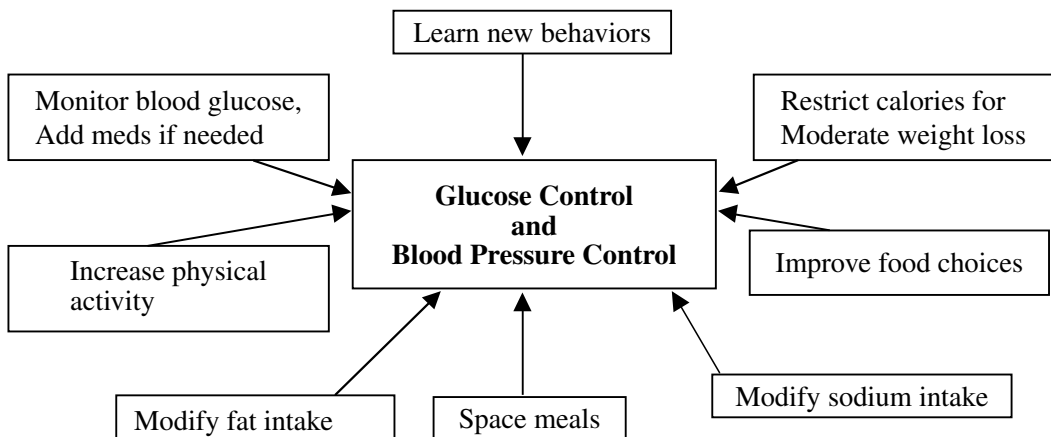 Learn new behaviors
Monitor blood glucose,
Add meds if needed
Restrict calories for
Moderate weight loss
Glucose Control
and
Blood Pressure Control
Increase physical
activity
Improve food choices
Modify fat intake
Space meals
Modify sodium intake